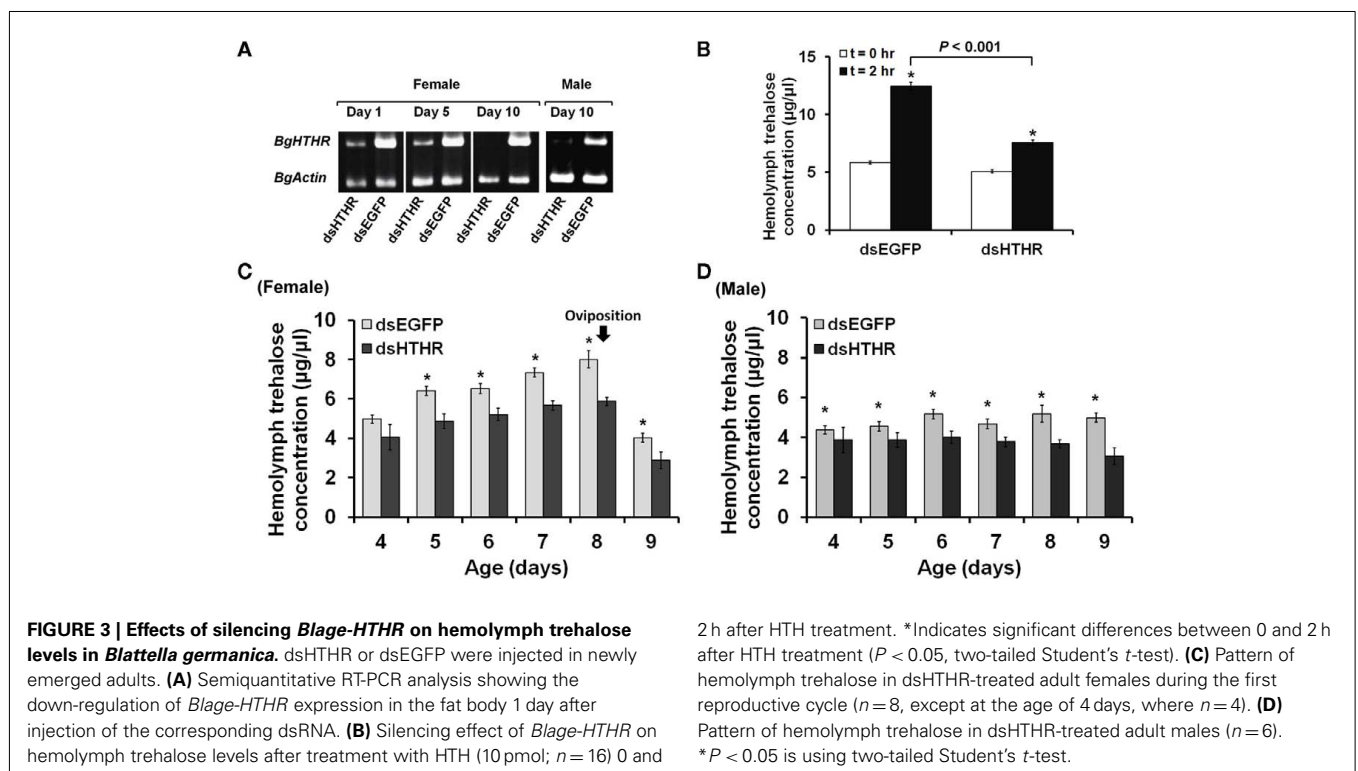 A
Female Male
Day 1 Day 5 Day 10 Day 10
BgHTHR
BgActin
dsHTHR dsEGFP dsHTHR dsEGFP dsHTHR dsEGFP dsHTHR dsEGFP
B
t = 0 hr
t = 2 hr
P < 0.001
Hemolymph trehalose
concentration (µg/µl)
15
10
5
0
* *
dsEGFP dsHTHR
C
(Female)
dsEGFP
dsHTHR
Oviposition
Hemolymph trehalose
concentration (µg/µl)
10
8
6
4
2
0
* * * * *
4 5 6 7 8 9
Age (days)
D
(Male)
dsEGFP
dsHTHR
Hemolymph trehalose
concentration (µg/µl)
10
8
6
4
2
0
* * * * * *
4 5 6 7 8 9
Age (days)
FIGURE 3 | Effects of silencing Blage-HTHR on hemolymph trehalose
levels in Blattella germanica. dsHTHR or dsEGFP were injected in newly
emerged adults. (A) Semiquantitative RT-PCR analysis showing the
down-regulation of Blage-HTHR expression in the fat body 1 day after
injection of the corresponding dsRNA. (B) Silencing effect of Blage-HTHR on
hemolymph trehalose levels after treatment with HTH (10 pmol; n = 16) 0 and
2 h after HTH treatment. *Indicates significant differences between 0 and 2 h
after HTH treatment (P < 0.05, two-tailed Student's t-test). (C) Pattern of
hemolymph trehalose in dsHTHR-treated adult females during the first
reproductive cycle (n = 8, except at the age of 4 days, where n = 4). (D)
Pattern of hemolymph trehalose in dsHTHR-treated adult males (n = 6).
*P < 0.05 is using two-tailed Student's t-test.